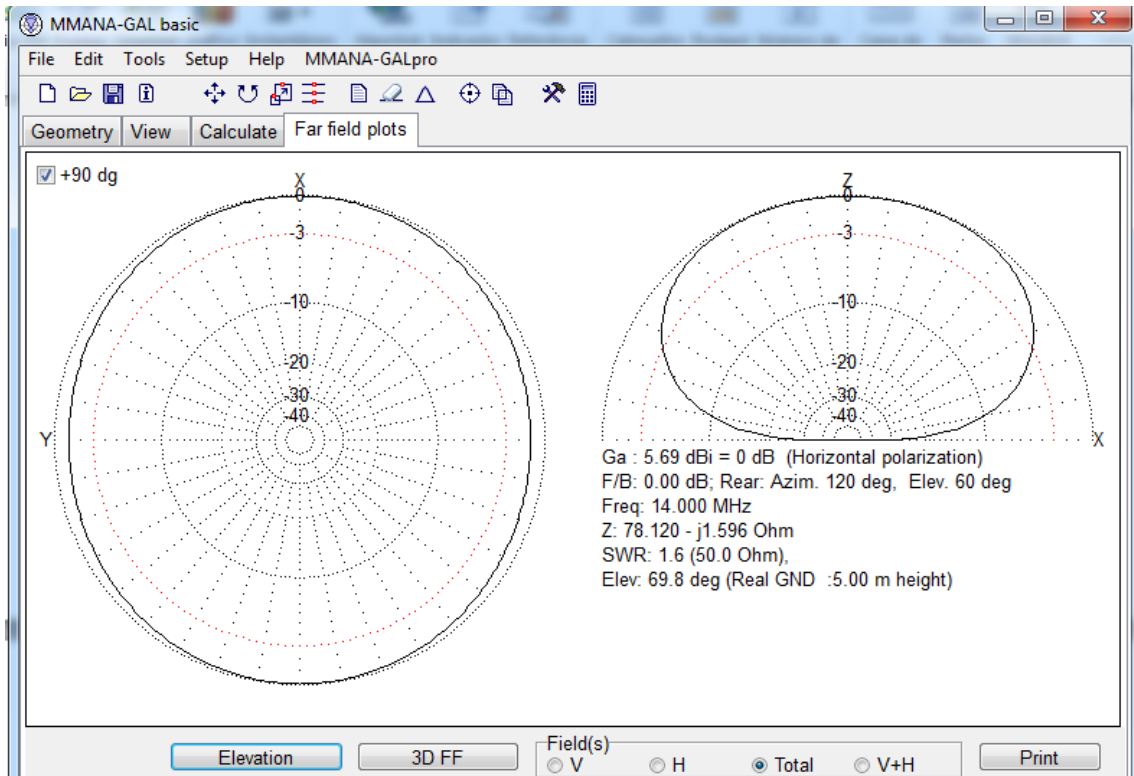 MMANA-GAL basic
File Edit Tools Setup Help MMANA-GALpro
Geometry View Calculate Far field plots
+90 dg
X
0
-3
-10
-20
-30
-40
Y
Z
0
-3
-10
-20
-30
-40
X
Ga : 5.69 dBi = 0 dB (Horizontal polarization)
F/B: 0.00 dB; Rear: Azim. 120 deg, Elev. 60 deg
Freq: 14.000 MHz
Z: 78.120 - j1.596 Ohm
SWR: 1.6 (50.0 Ohm),
Elev: 69.8 deg (Real GND :5.00 m height)
Elevation
3D FF
Field(s)
V H Total V+H
Print